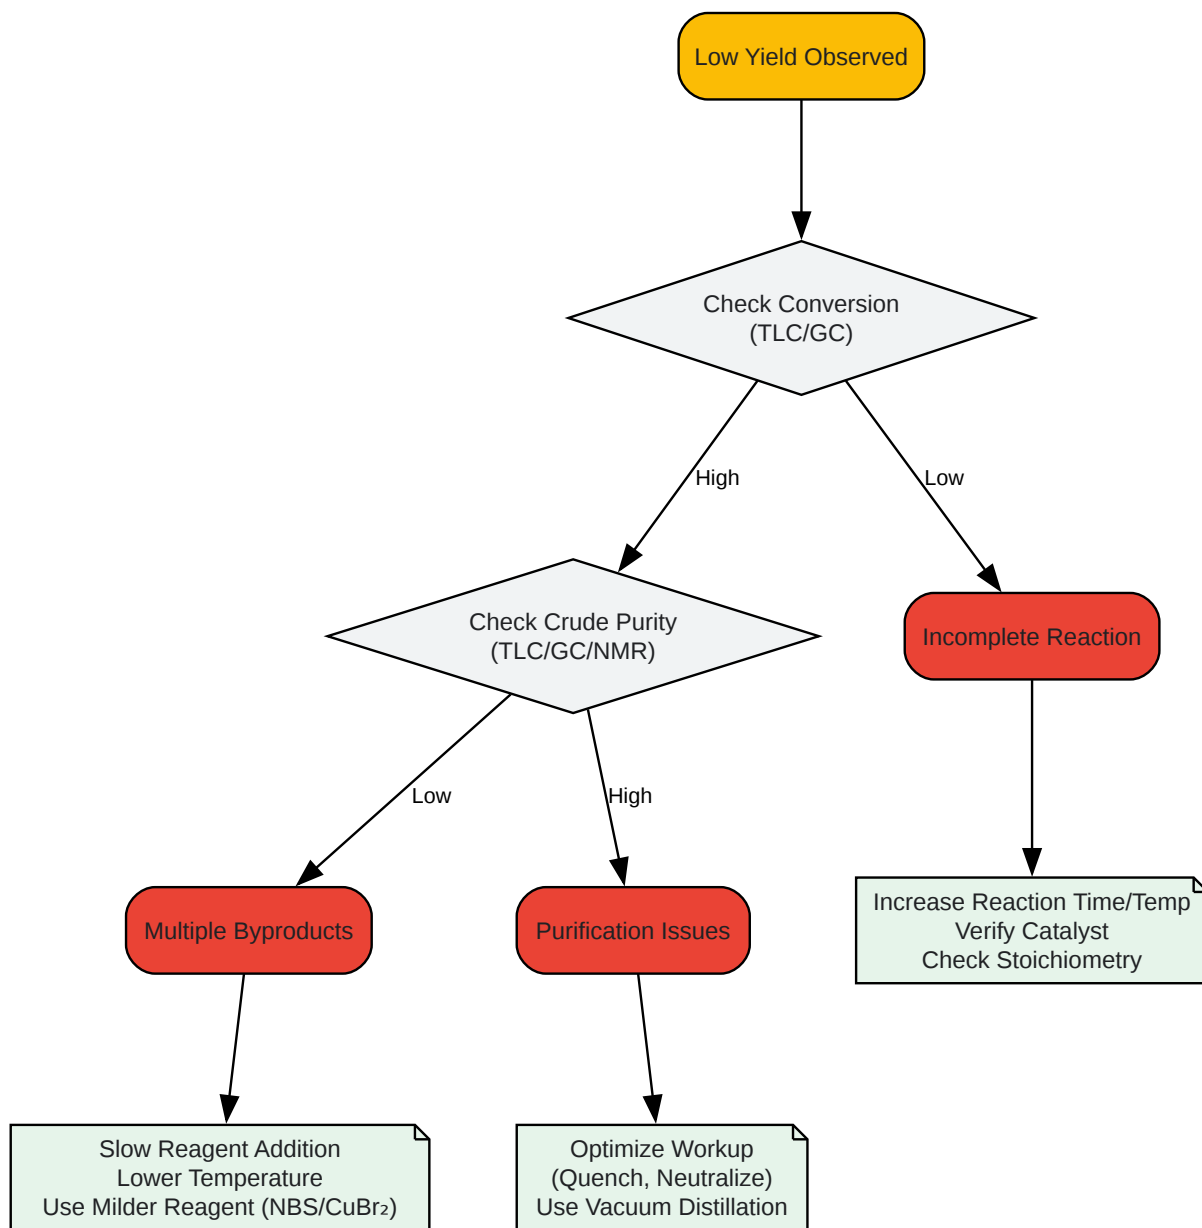 Low Yield Observed
Check Conversion
(TLC/GC)
High
Low
Check Crude Purity
(TLC/GC/NMR)
Incomplete Reaction
Low
High
Multiple Byproducts
Purification Issues
Increase Reaction Time/Temp
Verify Catalyst
Check Stoichiometry
Slow Reagent Addition
Lower Temperature
Use Milder Reagent (NBS/CuBr₂)
Optimize Workup
(Quench, Neutralize)
Use Vacuum Distillation